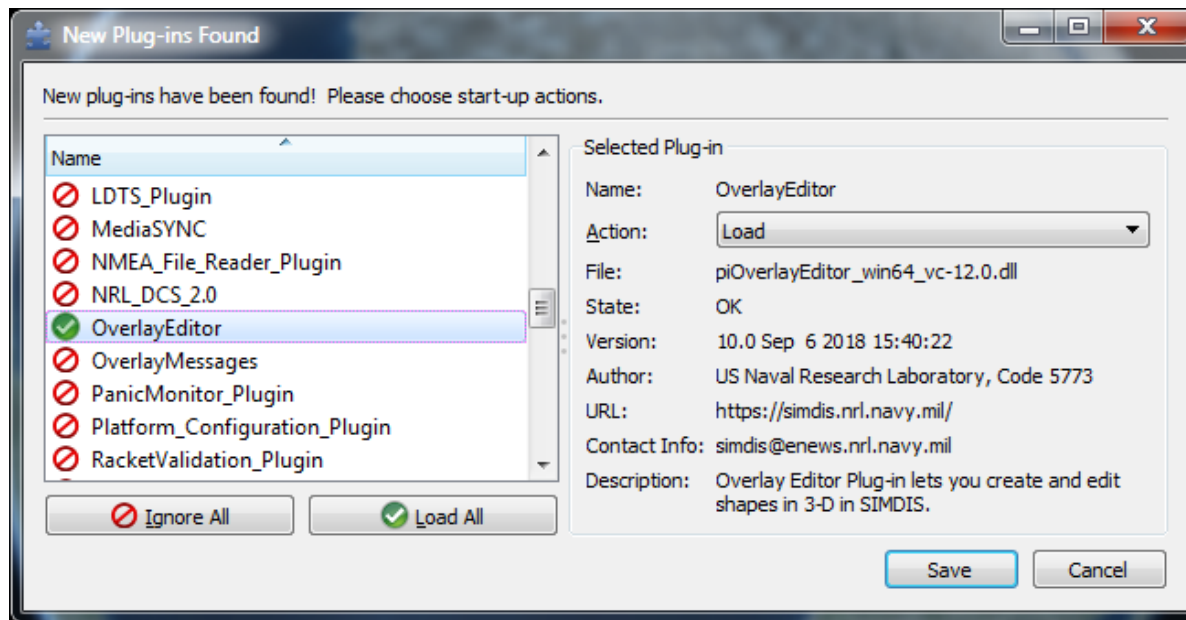 New Plug-ins Found
New plug-ins have been found! Please choose start-up actions.
Name
LDTS_Plugin
MediaSYNC
NMEA_File_Reader_Plugin
NRL_DCS_2.0
OverlayEditor
OverlayMessages
PanicMonitor_Plugin
Platform_Configuration_Plugin
RacketValidation_Plugin
Ignore All
Load All
Selected Plug-in
Name: OverlayEditor
Action: Load
File: piOverlayEditor_win64_vc-12.0.dll
State: OK
Version: 10.0 Sep 6 2018 15:40:22
Author: US Naval Research Laboratory, Code 5773
URL: https://simdis.nrl.navy.mil/
Contact Info: simdis@enews.nrl.navy.mil
Description: Overlay Editor Plug-in lets you create and edit
shapes in 3-D in SIMDIS.
Save
Cancel